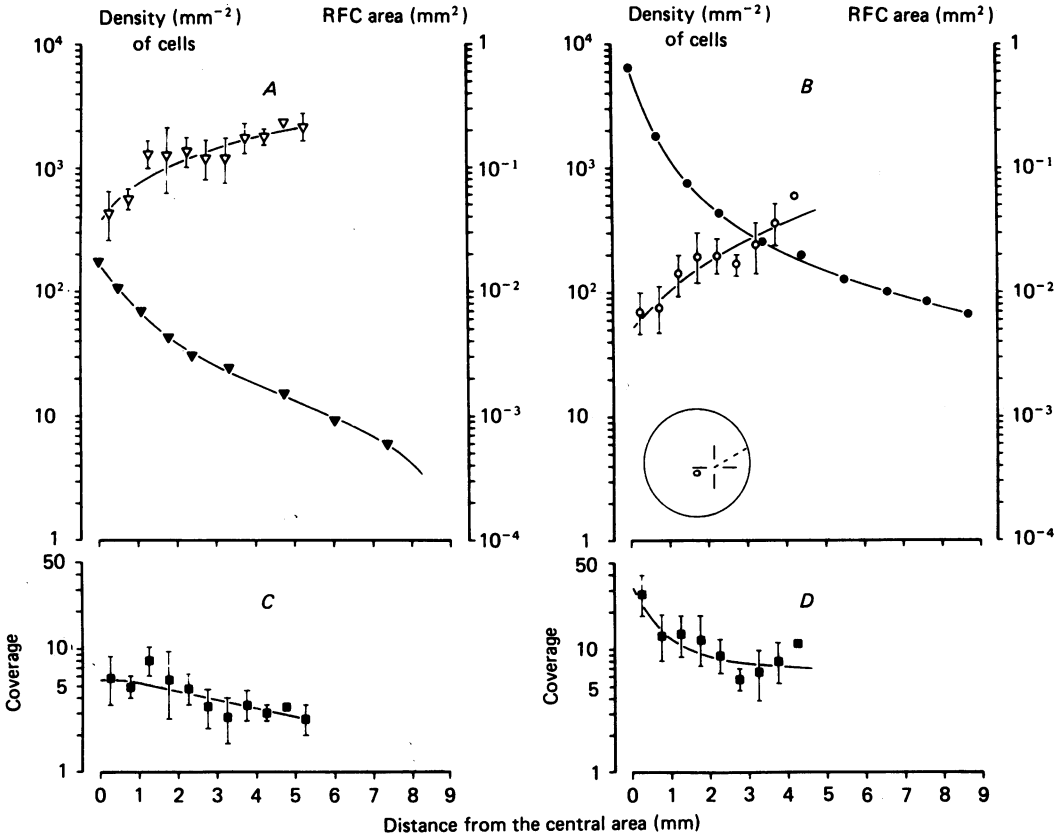 Density (mm⁻²) RFC area (mm²) Density (mm⁻²) RFC area (mm²)
of cells of cells
10⁴ 1 10⁴ 1
A B
10³ 10⁻¹ 10³ 10⁻¹
10² 10⁻² 10² 10⁻²
10 10⁻³ 10 10⁻³
1 10⁻⁴ 1 10⁻⁴
50 50
C D
10 10
5 5
1 1
Coverage Coverage
0 1 2 3 4 5 6 7 8 9 0 1 2 3 4 5 6 7 8 9
Distance from the central area (mm)